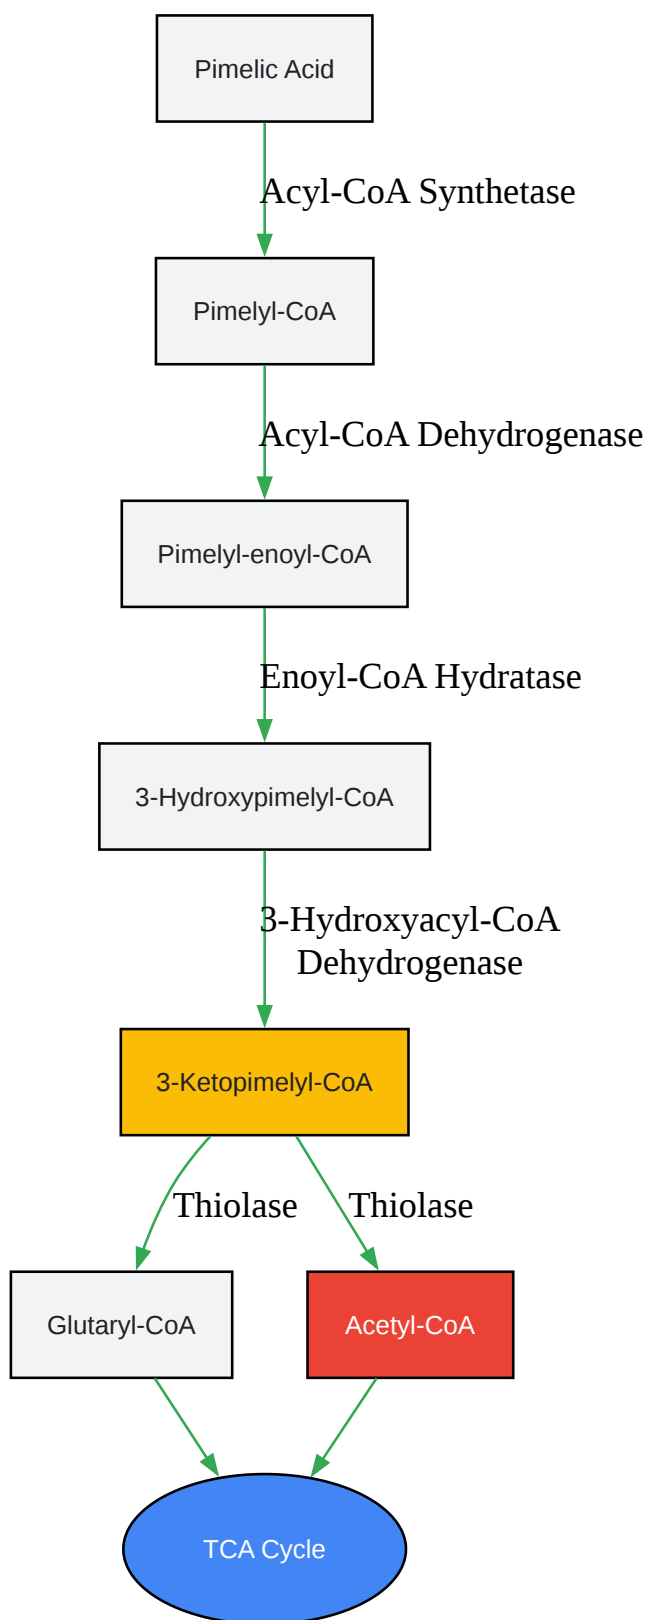 Pimelic Acid
Acyl-CoA Synthetase
Pimelyl-CoA
Acyl-CoA Dehydrogenase
Pimelyl-enoyl-CoA
Enoyl-CoA Hydratase
3-Hydroxypimelyl-CoA
3-Hydroxyacyl-CoA
Dehydrogenase
3-Ketopimelyl-CoA
Thiolase
Thiolase
Glutaryl-CoA
Acetyl-CoA
TCA Cycle